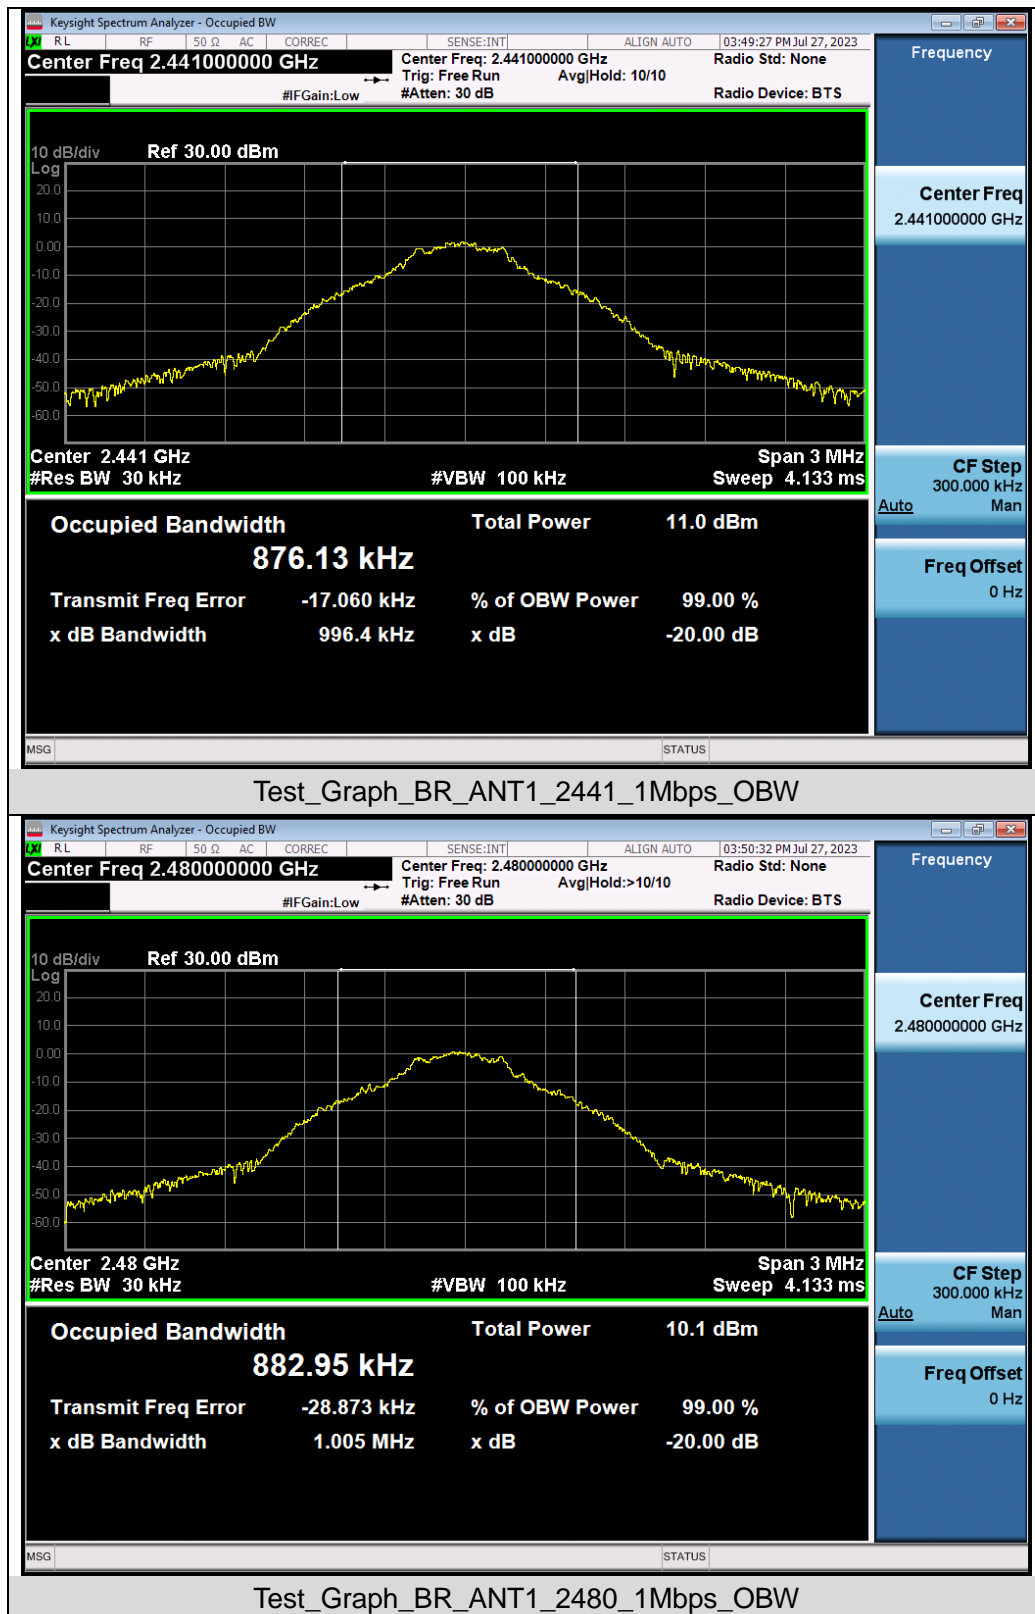 Keysight Spectrum Analyzer - Occupied BW
LXI RL RF 50 Ω AC CORREC SENSE:INT ALIGN AUTO 03:49:27 PM Jul 27, 2023
Center Freq 2.441000000 GHz
Center Freq: 2.441000000 GHz Radio Std: None
Trig: Free Run Avg|Hold: 10/10
#IFGain:Low #Atten: 30 dB Radio Device: BTS
Frequency
10 dB/div Ref 30.00 dBm
Log
20.0
10.0
0.00
-10.0
-20.0
-30.0
-40.0
-50.0
-60.0
Center 2.441 GHz Span 3 MHz
#Res BW 30 kHz #VBW 100 kHz Sweep 4.133 ms
Center Freq
2.441000000 GHz
CF Step
300.000 kHz
Auto Man
Freq Offset
0 Hz
Occupied Bandwidth Total Power 11.0 dBm
876.13 kHz
Transmit Freq Error -17.060 kHz % of OBW Power 99.00 %
x dB Bandwidth 996.4 kHz x dB -20.00 dB
MSG STATUS
Test_Graph_BR_ANT1_2441_1Mbps_OBW
Keysight Spectrum Analyzer - Occupied BW
LXI RL RF 50 Ω AC CORREC SENSE:INT ALIGN AUTO 03:50:32 PM Jul 27, 2023
Center Freq 2.480000000 GHz
Center Freq: 2.480000000 GHz Radio Std: None
Trig: Free Run Avg|Hold:>10/10
#IFGain:Low #Atten: 30 dB Radio Device: BTS
Frequency
10 dB/div Ref 30.00 dBm
Log
20.0
10.0
0.00
-10.0
-20.0
-30.0
-40.0
-50.0
-60.0
Center 2.48 GHz Span 3 MHz
#Res BW 30 kHz #VBW 100 kHz Sweep 4.133 ms
Center Freq
2.480000000 GHz
CF Step
300.000 kHz
Auto Man
Freq Offset
0 Hz
Occupied Bandwidth Total Power 10.1 dBm
882.95 kHz
Transmit Freq Error -28.873 kHz % of OBW Power 99.00 %
x dB Bandwidth 1.005 MHz x dB -20.00 dB
MSG STATUS
Test_Graph_BR_ANT1_2480_1Mbps_OBW